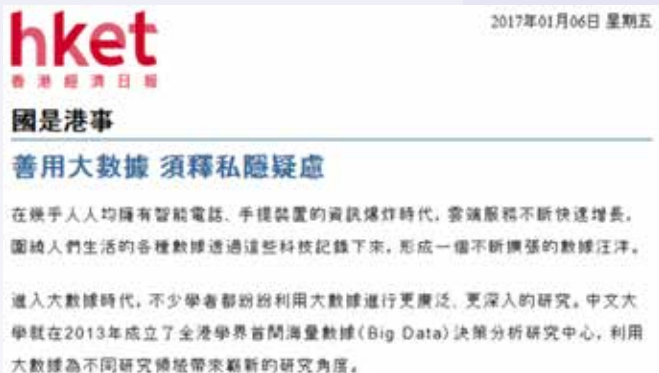 2017年01月06日 星期五
hket
香港經濟日報
國是港事
善用大數據 須釋私隱疑慮
在幾乎人人均擁有智能電話、手提裝置的資訊爆炸時代，雲端服務不斷快速增長。
圍繞人們生活的各種數據透過這些科技記錄下來，形成一個不斷擴張的數據汪洋。
進入大數據時代，不少學者都紛紛利用大數據進行更廣泛、更深入的研究。中文大
學就在2013年成立了全港學界首間海量數據(Big Data)決策分析研究中心，利用
大數據為不同研究領域帶來嶄新的研究角度。